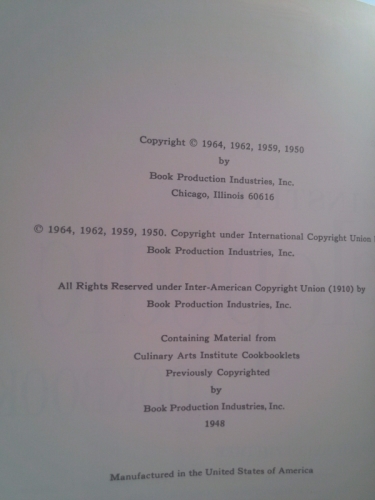 Copyright © 1964, 1962, 1959, 1950
by
Book Production Industries, Inc.
Chicago, Illinois 60616
© 1964, 1962, 1959, 1950. Copyright under International Copyright Union
Book Production Industries, Inc.
All Rights Reserved under Inter-American Copyright Union (1910) by
Book Production Industries, Inc.
Containing Material from
Culinary Arts Institute Cookbooklets
Previously Copyrighted
by
Book Production Industries, Inc.
1948
Manufactured in the United States of America